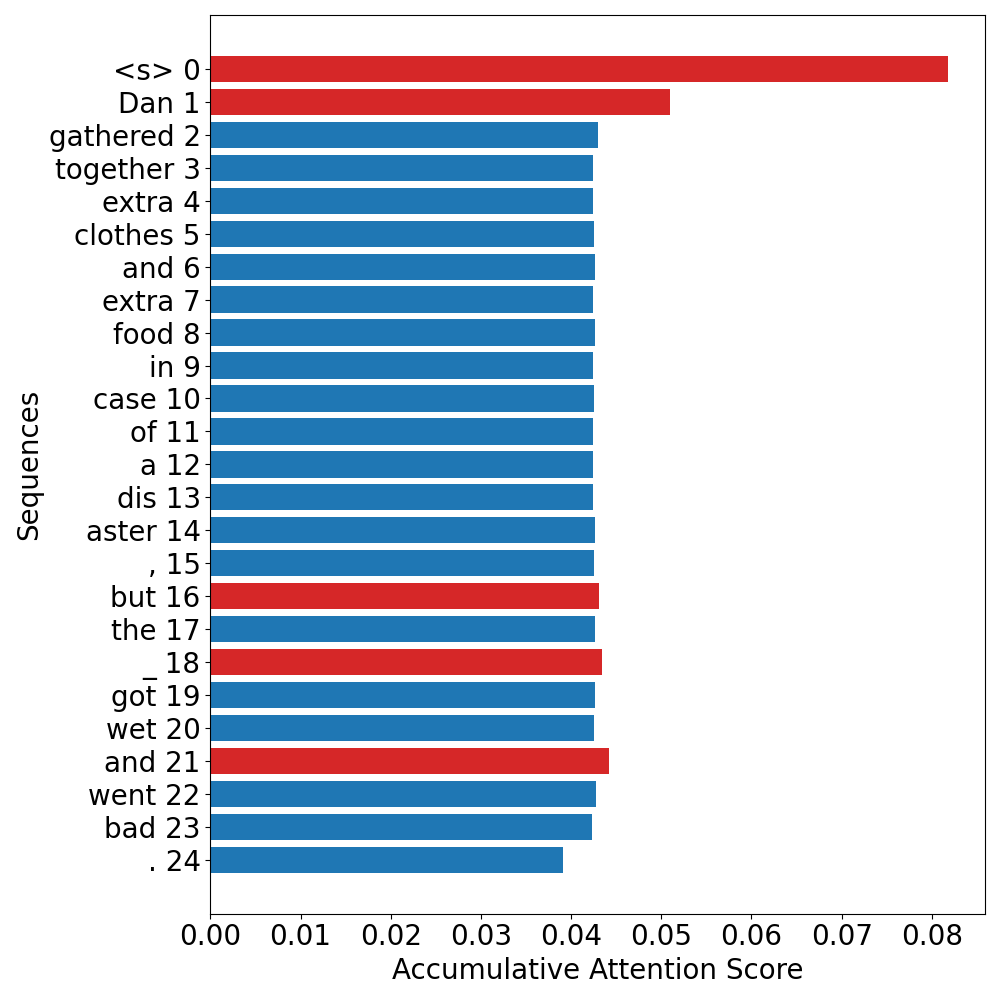 <s> 0
Dan 1
gathered 2
together 3
extra 4
clothes 5
and 6
extra 7
food 8
in 9
case 10
of 11
a 12
dis 13
aster 14
, 15
but 16
the 17
_ 18
got 19
wet 20
and 21
went 22
bad 23
. 24
Sequences
0.00 0.01 0.02 0.03 0.04 0.05 0.06 0.07 0.08
Accumulative Attention Score